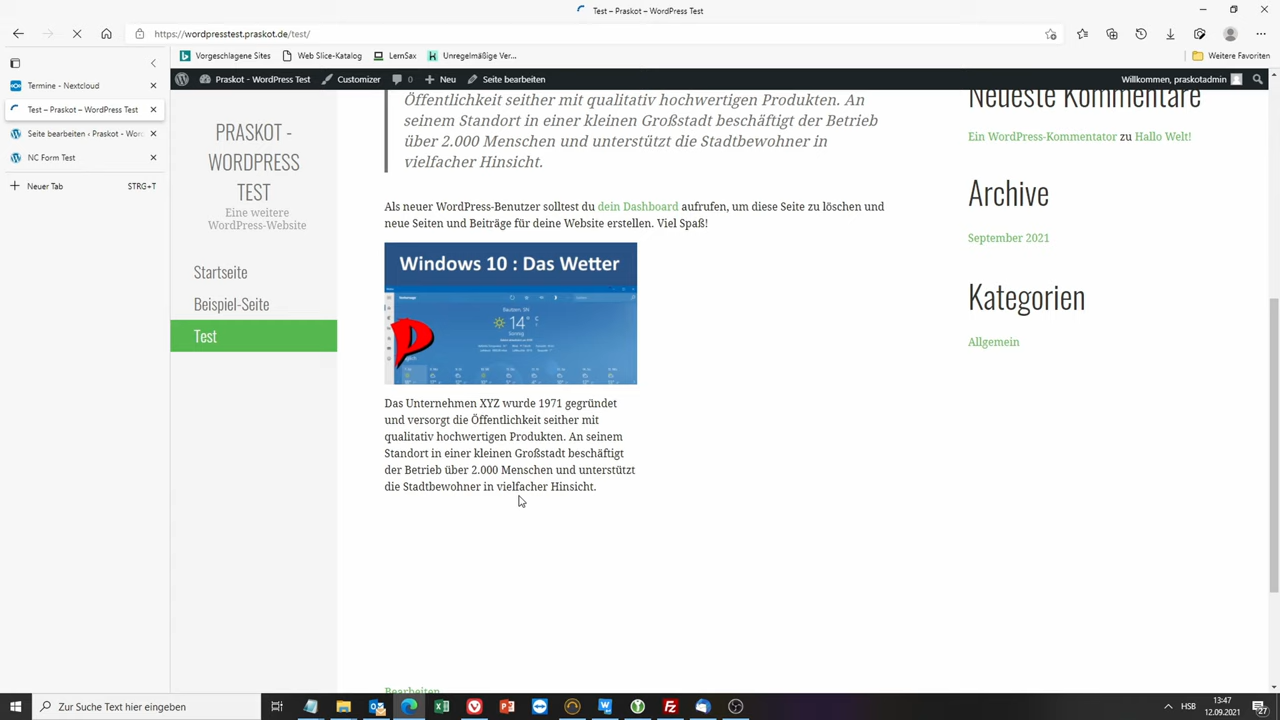 Test – Praskot – WordPress Test
https://wordpresstest.praskot.de/test/
Vorgeschlagene Sites
Web Slice-Katalog
LernSax
Unregelmäßige Ver...
Weitere Favoriten
Termine - Nextcloud
Test – Praskot – WordPress Test
Seite bearbeiten ‹ Praskot - Wor
NC Form Test
Neuer Tab
STRG+T
Praskot - WordPress Test
Customizer
0
Neu
Seite bearbeiten
Willkommen, praskotadmin
PRASKOT -
WORDPRESS
TEST
Eine weitere
WordPress-Website
Startseite
Beispiel-Seite
Test
Öffentlichkeit seither mit qualitativ hochwertigen Produkten. An
seinem Standort in einer kleinen Großstadt beschäftigt der Betrieb
über 2.000 Menschen und unterstützt die Stadtbewohner in
vielfacher Hinsicht.
Als neuer WordPress-Benutzer solltest du dein Dashboard aufrufen, um diese Seite zu löschen und
neue Seiten und Beiträge für deine Website erstellen. Viel Spaß!
Windows 10 : Das Wetter
Bautzen, SN
14°
Sonnig
P
Das Unternehmen XYZ wurde 1971 gegründet
und versorgt die Öffentlichkeit seither mit
qualitativ hochwertigen Produkten. An seinem
Standort in einer kleinen Großstadt beschäftigt
der Betrieb über 2.000 Menschen und unterstützt
die Stadtbewohner in vielfacher Hinsicht.
Bearbeiten
Neueste Kommentare
Ein WordPress-Kommentator zu Hallo Welt!
Archive
September 2021
Kategorien
Allgemein
Zur Suche Text hier eingeben
HSB
13:47
12.09.2021
27